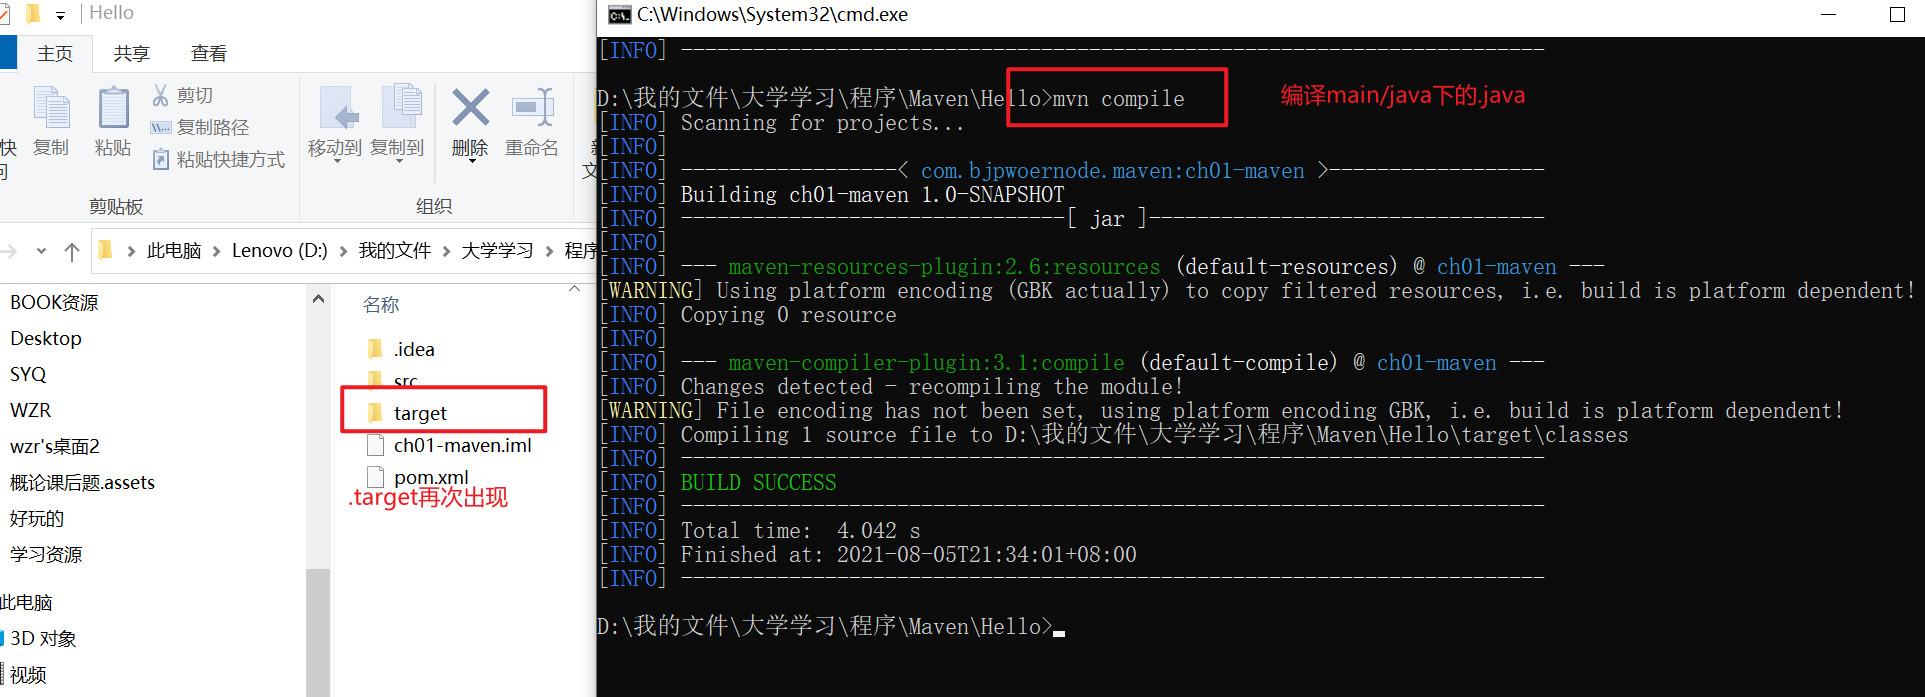 Hello
主页 共享 查看
复制
粘贴
剪切
复制路径
粘贴快捷方式
移动到
复制到
删除
重命名
剪贴板
组织
此电脑 > Lenovo (D:) > 我的文件 > 大学学习 > 程序
BOOK资源
Desktop
SYQ
WZR
wzr's桌面2
概论课后题.assets
好玩的
学习资源
此电脑
3D 对象
视频
名称
.idea
src
target
ch01-maven.iml
pom.xml
.target再次出现
C:\Windows\System32\cmd.exe
[INFO] ------------------------------------------------------------------------
D:\我的文件\大学学习\程序\Maven\Hello>mvn compile
编译main/java下的.java
[INFO] Scanning for projects...
[INFO]
[INFO] ------------------< com.bjpwoernode.maven:ch01-maven >------------------
[INFO] Building ch01-maven 1.0-SNAPSHOT
[INFO] --------------------------------[ jar ]---------------------------------
[INFO]
[INFO] --- maven-resources-plugin:2.6:resources (default-resources) @ ch01-maven ---
[WARNING] Using platform encoding (GBK actually) to copy filtered resources, i.e. build is platform dependent!
[INFO] Copying 0 resource
[INFO]
[INFO] --- maven-compiler-plugin:3.1:compile (default-compile) @ ch01-maven ---
[INFO] Changes detected - recompiling the module!
[WARNING] File encoding has not been set, using platform encoding GBK, i.e. build is platform dependent!
[INFO] Compiling 1 source file to D:\我的文件\大学学习\程序\Maven\Hello\target\classes
[INFO] ------------------------------------------------------------------------
[INFO] BUILD SUCCESS
[INFO] ------------------------------------------------------------------------
[INFO] Total time:  4.042 s
[INFO] Finished at: 2021-08-05T21:34:01+08:00
[INFO] ------------------------------------------------------------------------
D:\我的文件\大学学习\程序\Maven\Hello>